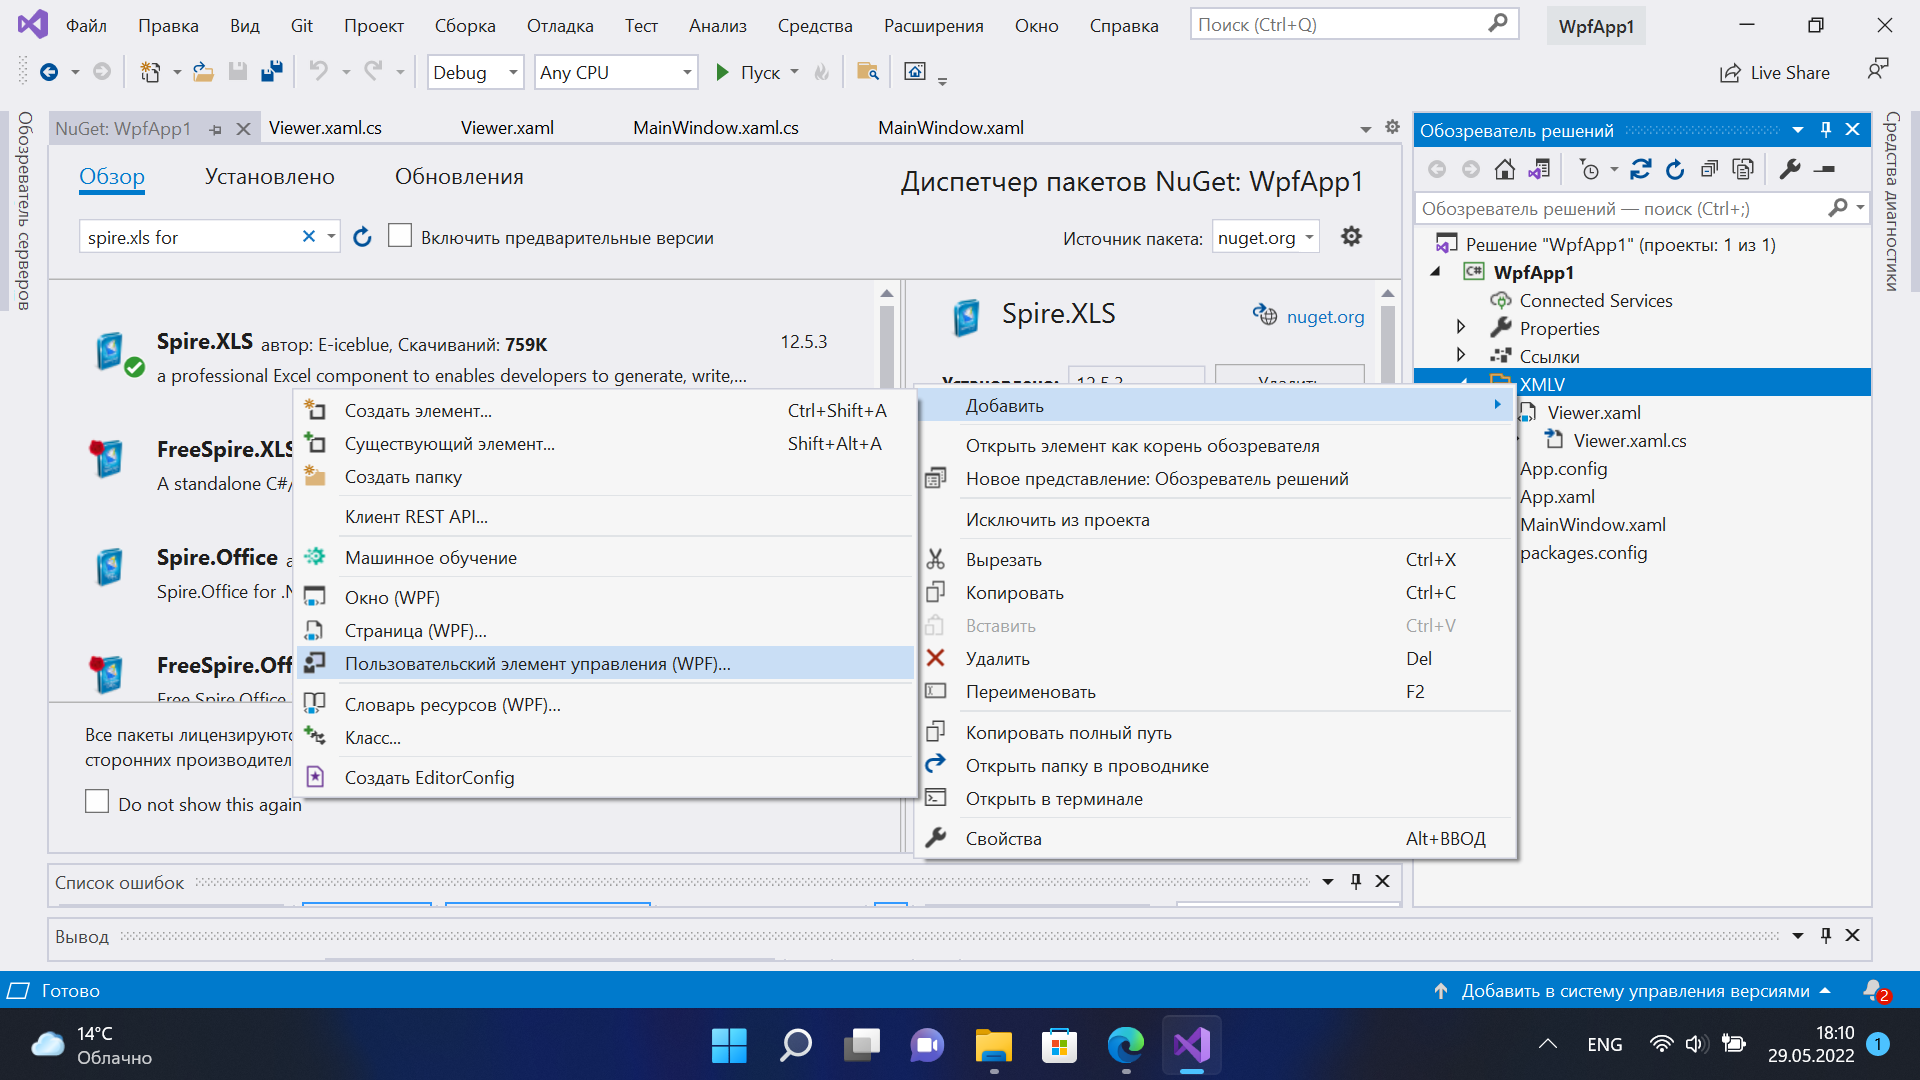 Файл Правка Вид Git Проект Сборка Отладка Тест Анализ Средства Расширения Окно Справка Поиск (Ctrl+Q) WpfApp1
Debug Any CPU Пуск Live Share
Обозреватель серверов
NuGet: WpfApp1 Viewer.xaml.cs Viewer.xaml MainWindow.xaml.cs MainWindow.xaml
Обзор Установлено Обновления
Диспетчер пакетов NuGet: WpfApp1
spire.xls for Включить предварительные версии
Источник пакета: nuget.org
Spire.XLS автор: E-iceblue, Скачиваний: 759K 12.5.3
a professional Excel component to enables developers to generate, write,...
FreeSpire.XLS
A standalone C#/
Spire.Office
Spire.Office for .N
FreeSpire.Off
Free Spire Office
Все пакеты лицензируютс
сторонних производител
Do not show this again
Spire.XLS nuget.org
Установлено: 12.5.3 Удалить
Создать элемент... Ctrl+Shift+A
Существующий элемент... Shift+Alt+A
Создать папку
Клиент REST API...
Машинное обучение
Окно (WPF)
Страница (WPF)...
Пользовательский элемент управления (WPF)...
Словарь ресурсов (WPF)...
Класс...
Создать EditorConfig
Добавить
Открыть элемент как корень обозревателя
Новое представление: Обозреватель решений
Исключить из проекта
Вырезать Ctrl+X
Копировать Ctrl+C
Вставить Ctrl+V
Удалить Del
Переименовать F2
Копировать полный путь
Открыть папку в проводнике
Открыть в терминале
Свойства Alt+ВВОД
Обозреватель решений
Обозреватель решений — поиск (Ctrl+;)
Решение "WpfApp1" (проекты: 1 из 1)
C# WpfApp1
Connected Services
Properties
Ссылки
XMLV
Viewer.xaml
Viewer.xaml.cs
App.config
App.xaml
MainWindow.xaml
packages.config
Средства диагностики
Список ошибок
Вывод
Готово Добавить в систему управления версиями 2
14°C
Облачно
ENG
18:10
29.05.2022
1